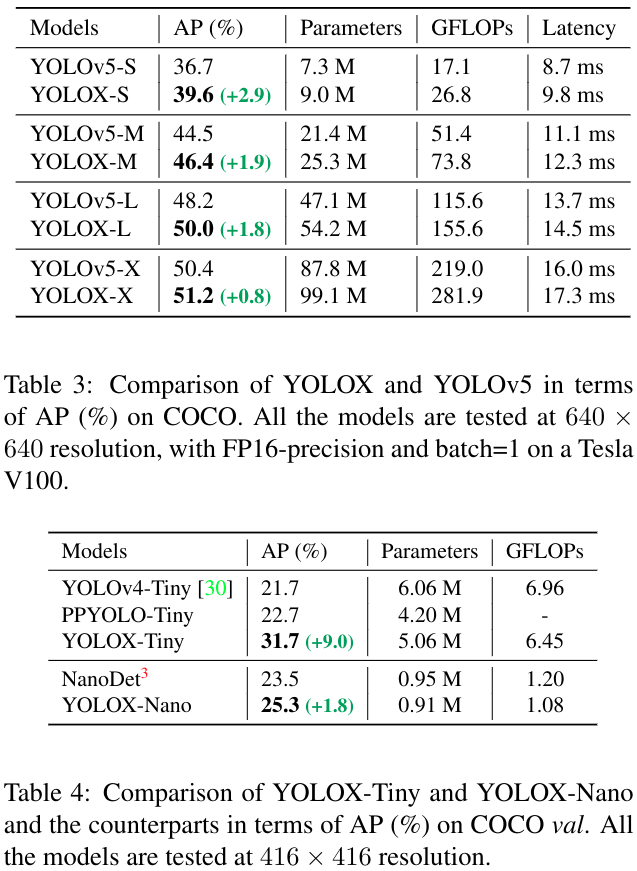 Models AP (%) Parameters GFLOPs Latency
YOLOv5-S 36.7 7.3 M 17.1 8.7 ms
YOLOX-S 39.6 (+2.9) 9.0 M 26.8 9.8 ms
YOLOv5-M 44.5 21.4 M 51.4 11.1 ms
YOLOX-M 46.4 (+1.9) 25.3 M 73.8 12.3 ms
YOLOv5-L 48.2 47.1 M 115.6 13.7 ms
YOLOX-L 50.0 (+1.8) 54.2 M 155.6 14.5 ms
YOLOv5-X 50.4 87.8 M 219.0 16.0 ms
YOLOX-X 51.2 (+0.8) 99.1 M 281.9 17.3 ms
Table 3: Comparison of YOLOX and YOLOv5 in terms
of AP (%) on COCO. All the models are tested at 640 ×
640 resolution, with FP16-precision and batch=1 on a Tesla
V100.
Models AP (%) Parameters GFLOPs
YOLOv4-Tiny [30] 21.7 6.06 M 6.96
PPYOLO-Tiny 22.7 4.20 M -
YOLOX-Tiny 31.7 (+9.0) 5.06 M 6.45
NanoDet³ 23.5 0.95 M 1.20
YOLOX-Nano 25.3 (+1.8) 0.91 M 1.08
Table 4: Comparison of YOLOX-Tiny and YOLOX-Nano
and the counterparts in terms of AP (%) on COCO val. All
the models are tested at 416 × 416 resolution.